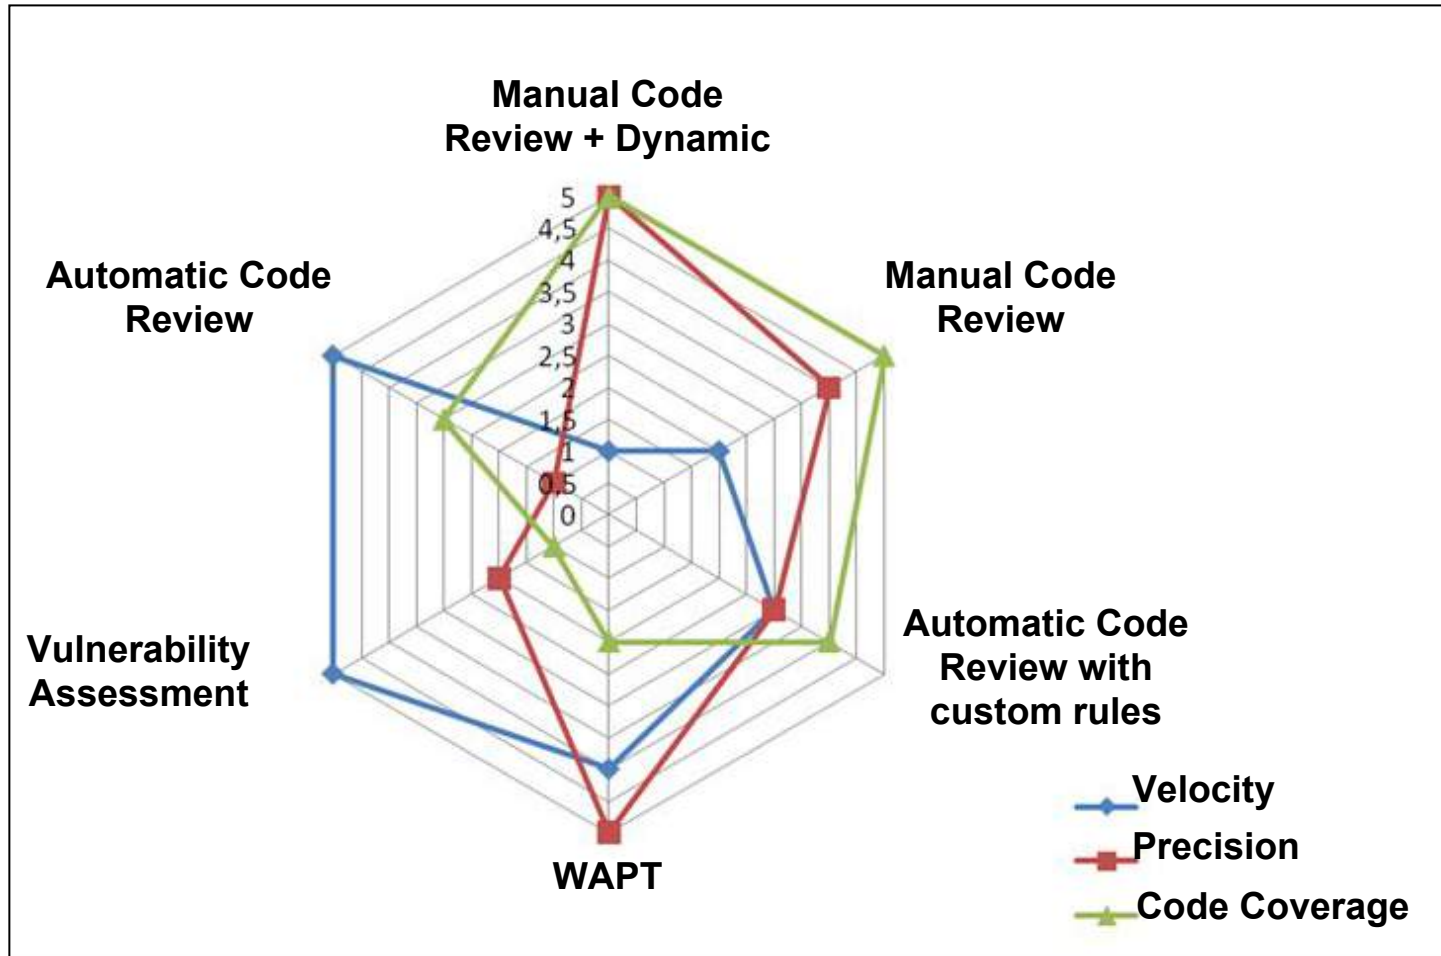 Manual Code
Review + Dynamic
5
4,5
4
3,5
3
2,5
2
1,5
1
0,5
0
Automatic Code
Review
Manual Code
Review
Vulnerability
Assessment
Automatic Code
Review with
custom rules
WAPT
Velocity
Precision
Code Coverage